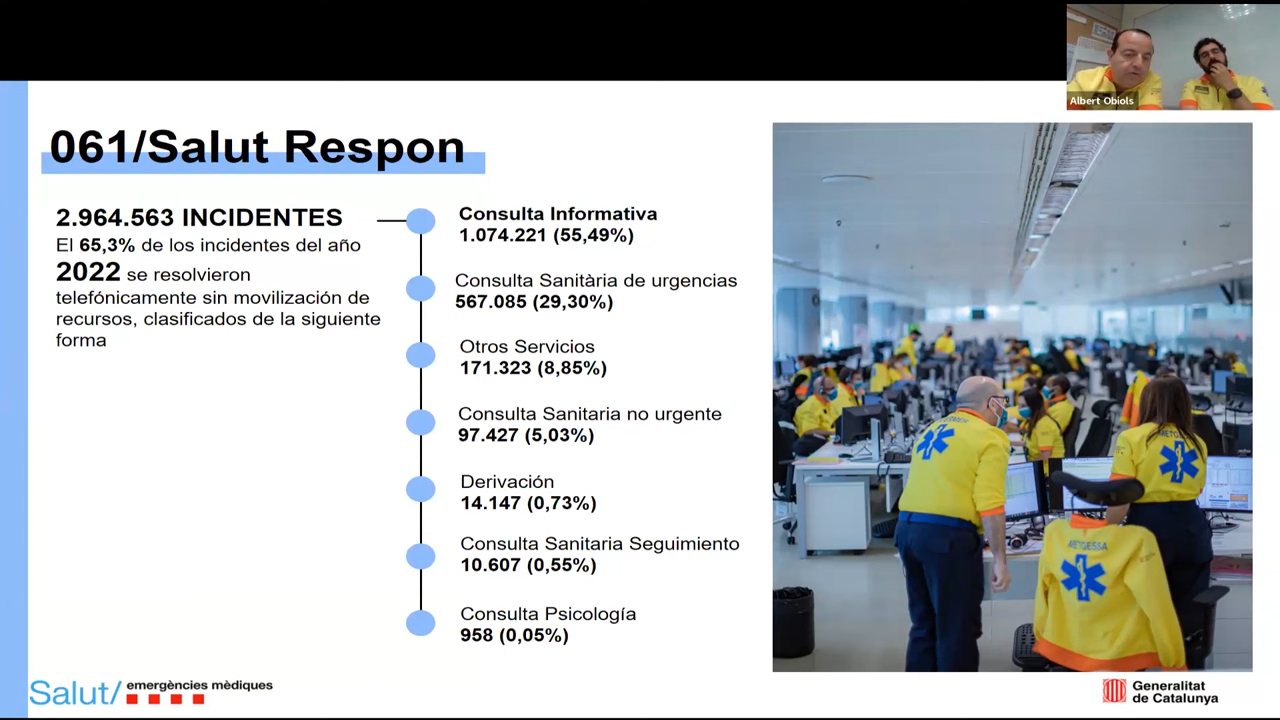 Albert Obiols
061/Salut Respon
2.964.563 INCIDENTES
El 65,3% de los incidentes del año
2022 se resolvieron
telefónicamente sin movilización de
recursos, clasificados de la siguiente
forma
Consulta Informativa
1.074.221 (55,49%)
Consulta Sanitària de urgencias
567.085 (29,30%)
Otros Servicios
171.323 (8,85%)
Consulta Sanitaria no urgente
97.427 (5,03%)
Derivación
14.147 (0,73%)
Consulta Sanitaria Seguimiento
10.607 (0,55%)
Consulta Psicología
958 (0,05%)
METGESSA
Salut/ emergències mèdiques
Generalitat
de Catalunya